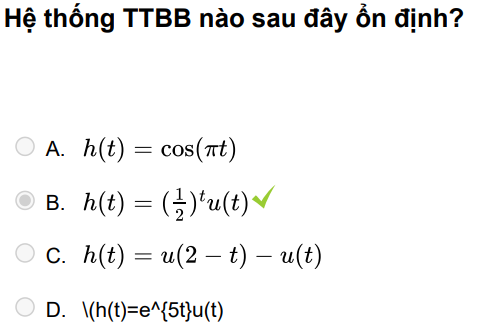 Hệ thống TTBB nào sau đây ổn định?
A. h(t) = cos(πt)
B. h(t) = (1/2)^t u(t)
C. h(t) = u(2 − t) − u(t)
D. \(h(t)=e^{5t}u(t)